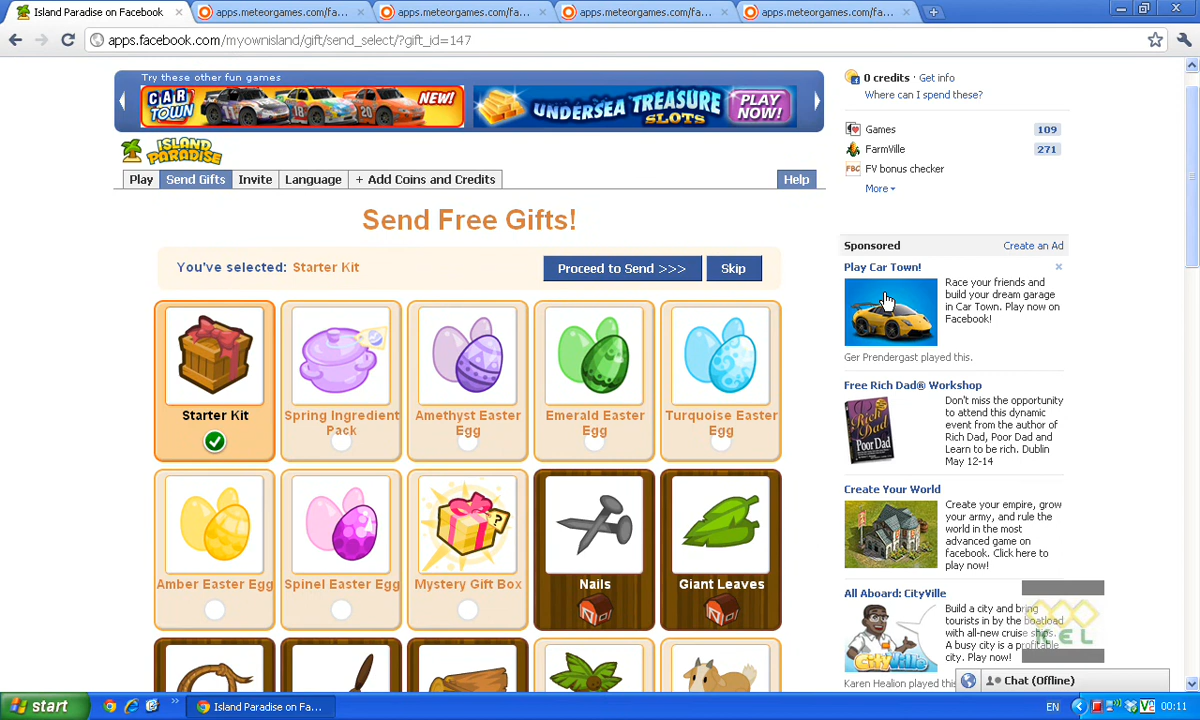 Island Paradise on Facebook
apps.meteorgames.com/fa...
apps.meteorgames.com/fa...
apps.meteorgames.com/fa...
apps.meteorgames.com/fa...
apps.facebook.com/myownisland/gift/send_select/?gift_id=147
Try these other fun games
CAR TOWN
NEW!
UNDERSEA TREASURE SLOTS
PLAY NOW!
ISLAND PARADISE
Play
Send Gifts
Invite
Language
+ Add Coins and Credits
Help
Send Free Gifts!
You've selected: Starter Kit
Proceed to Send >>>
Skip
Starter Kit
Spring Ingredient Pack
Amethyst Easter Egg
Emerald Easter Egg
Turquoise Easter Egg
Amber Easter Egg
Spinel Easter Egg
Mystery Gift Box
Nails
Giant Leaves
0 credits · Get info
Where can I spend these?
Games 109
FarmVille 271
FBC FV bonus checker
More
Sponsored
Create an Ad
Play Car Town!
Race your friends and
build your dream garage
in Car Town. Play now on
Facebook!
Ger Prendergast played this.
Free Rich Dad® Workshop
Rich Dad Poor Dad
Don't miss the opportunity
to attend this dynamic
event from the author of
Rich Dad, Poor Dad and
Learn to be rich. Dublin
May 12-14
Create Your World
Create your empire, grow
your army, and rule the
world in the most
advanced game on
facebook. Click here to
play now!
All Aboard: CityVille
CITYVILLE
Build a city and bring
tourists in by the boatload
with all-new cruise ships.
A busy city is a profitable
city. Play now!
Karen Healion played this
KEL
Chat (Offline)
start
Island Paradise on Fa...
EN
00:11